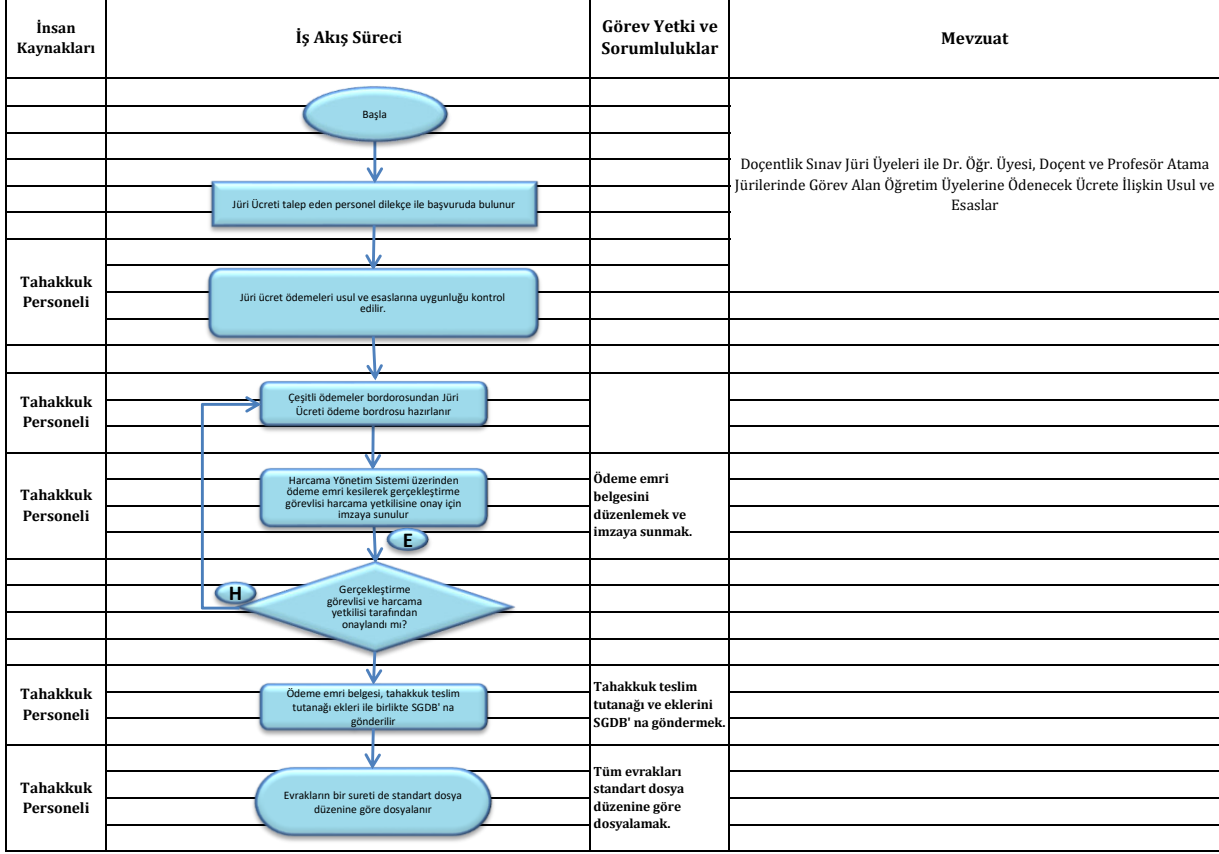 İnsan
Kaynakları
İş Akış Süreci
Görev Yetki ve
Sorumluluklar
Mevzuat
Başla
Doçentlik Sınav Jüri Üyeleri ile Dr. Öğr. Üyesi, Doçent ve Profesör Atama
Jürilerinde Görev Alan Öğretim Üyelerine Ödenecek Ücrete İlişkin Usul ve
Esaslar
Jüri Ücreti talep eden personel dilekçe ile başvuruda bulunur
Tahakkuk
Personeli
Jüri ücret ödemeleri usul ve esaslarına uygunluğu kontrol
edilir.
Tahakkuk
Personeli
Çeşitli ödemeler bordorosundan Jüri
Ücreti ödeme bordrosu hazırlanır
Tahakkuk
Personeli
Harcama Yönetim Sistemi üzerinden
ödeme emri kesilerek gerçekleştirme
görevlisi harcama yetkilisine onay için
imzaya sunulur
Ödeme emri
belgesini
düzenlemek ve
imzaya sunmak.
E
H
Gerçekleştirme
görevlisi ve harcama
yetkilisi tarafından
onaylandı mı?
Tahakkuk
Personeli
Ödeme emri belgesi, tahakkuk teslim
tutanağı ekleri ile birlikte SGDB' na
gönderilir
Tahakkuk teslim
tutanağı ve eklerini
SGDB' na göndermek.
Tahakkuk
Personeli
Evrakların bir sureti de standart dosya
düzenine göre dosyalanır
Tüm evrakları
standart dosya
düzenine göre
dosyalamak.